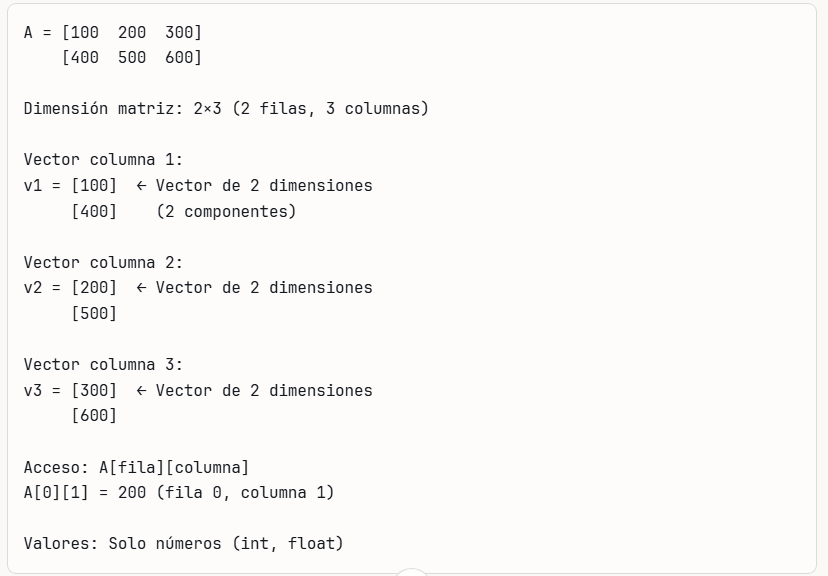 A = [100  200  300]
    [400  500  600]
Dimensión matriz: 2×3 (2 filas, 3 columnas)
Vector columna 1:
v1 = [100]  ← Vector de 2 dimensiones
     [400]    (2 componentes)
Vector columna 2:
v2 = [200]  ← Vector de 2 dimensiones
     [500]
Vector columna 3:
v3 = [300]  ← Vector de 2 dimensiones
     [600]
Acceso: A[fila][columna]
A[0][1] = 200 (fila 0, columna 1)
Valores: Solo números (int, float)